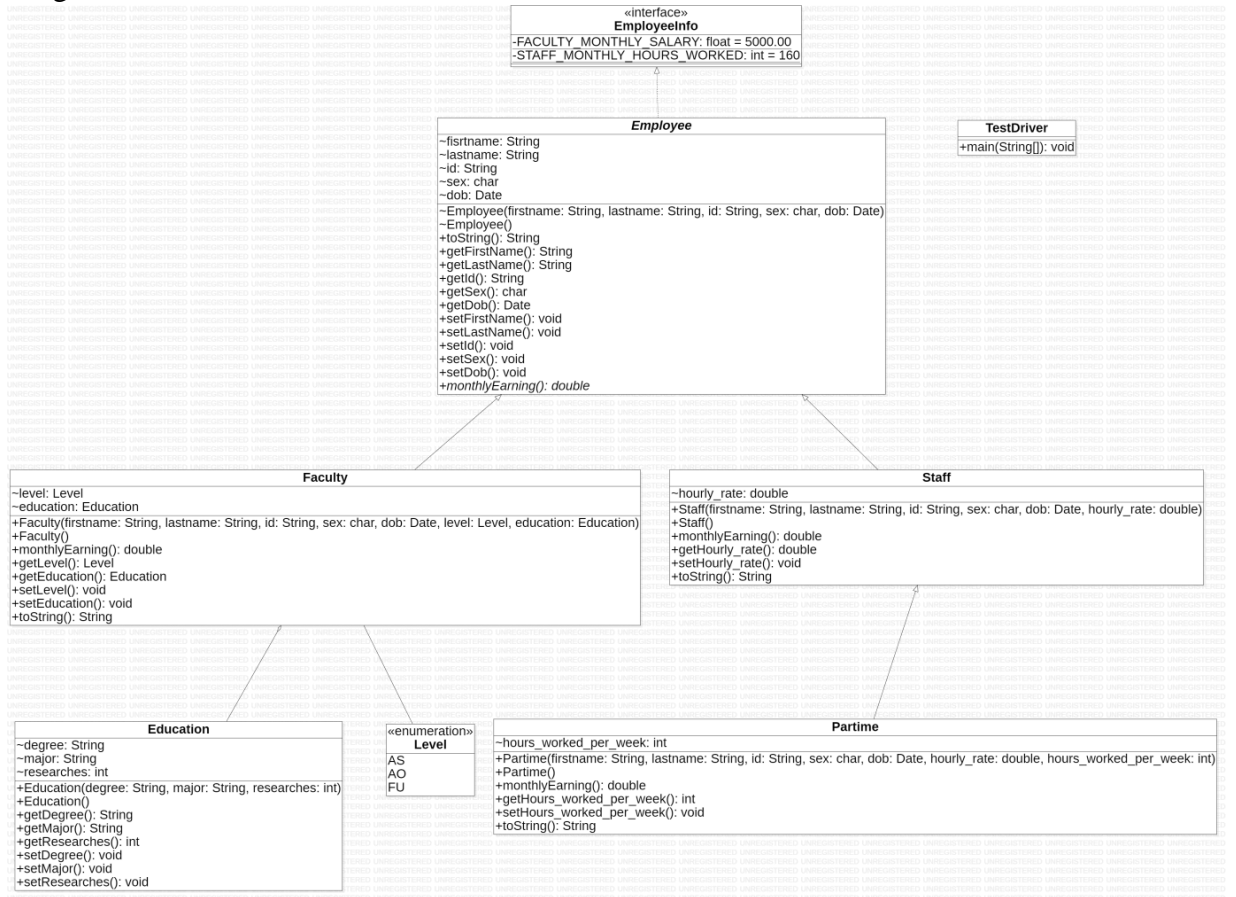 «interface»
EmployeeInfo
-FACULTY_MONTHLY_SALARY: float = 5000.00
-STAFF_MONTHLY_HOURS_WORKED: int = 160
Employee
~fisrtname: String
~lastname: String
~id: String
~sex: char
~dob: Date
~Employee(firstname: String, lastname: String, id: String, sex: char, dob: Date)
~Employee()
+toString(): String
+getFirstName(): String
+getLastName(): String
+getId(): String
+getSex(): char
+getDob(): Date
+setFirstName(): void
+setLastName(): void
+setId(): void
+setSex(): void
+setDob(): void
+monthlyEarning(): double
TestDriver
+main(String[]): void
Faculty
~level: Level
~education: Education
+Faculty(firstname: String, lastname: String, id: String, sex: char, dob: Date, level: Level, education: Education)
+Faculty()
+monthlyEarning(): double
+getLevel(): Level
+getEducation(): Education
+setLevel(): void
+setEducation(): void
+toString(): String
Staff
~hourly_rate: double
+Staff(firstname: String, lastname: String, id: String, sex: char, dob: Date, hourly_rate: double)
+Staff()
+monthlyEarning(): double
+getHourly_rate(): double
+setHourly_rate(): void
+toString(): String
Education
~degree: String
~major: String
~researches: int
+Education(degree: String, major: String, researches: int)
+Education()
+getDegree(): String
+getMajor(): String
+getResearches(): int
+setDegree(): void
+setMajor(): void
+setResearches(): void
«enumeration»
Level
AS
AO
FU
Partime
~hours_worked_per_week: int
+Partime(firstname: String, lastname: String, id: String, sex: char, dob: Date, hourly_rate: double, hours_worked_per_week: int)
+Partime()
+monthlyEarning(): double
+getHours_worked_per_week(): int
+setHours_worked_per_week(): void
+toString(): String